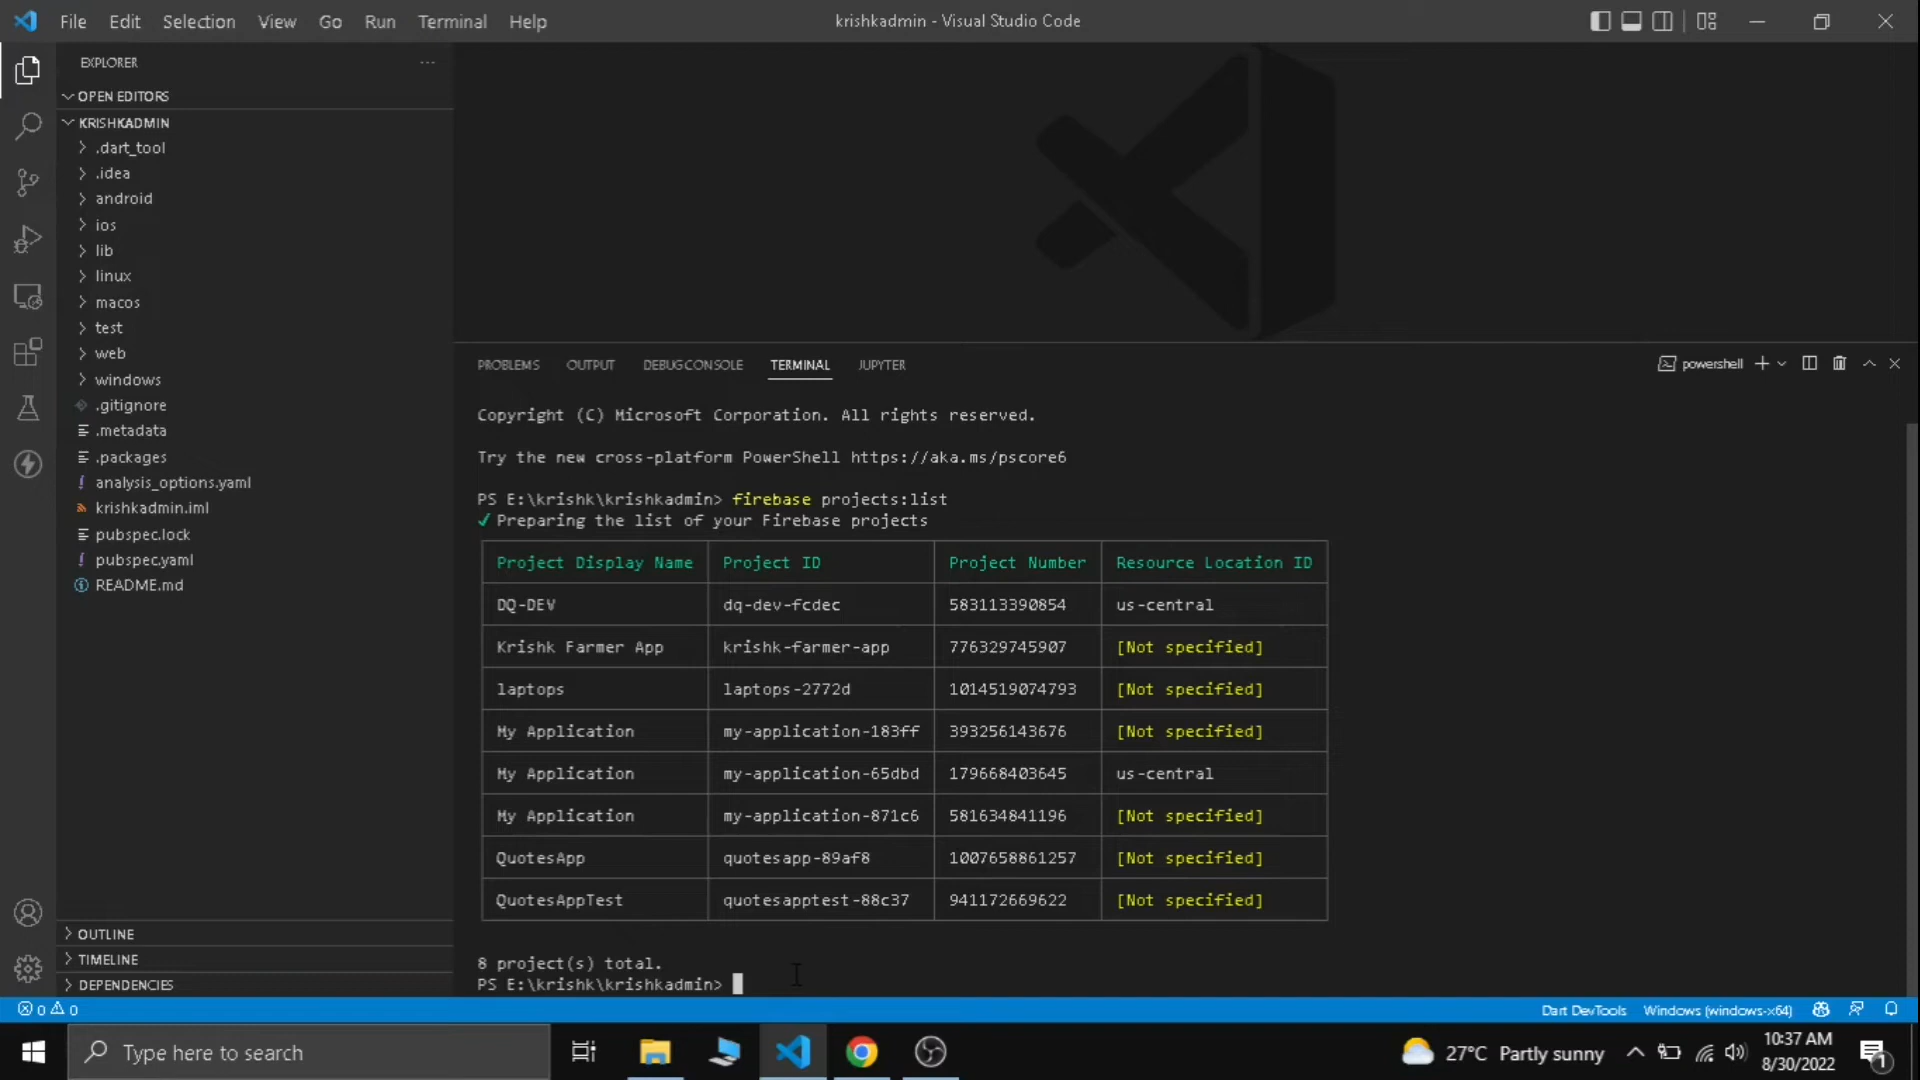 File Edit Selection View Go Run Terminal Help
krishkadmin - Visual Studio Code
EXPLORER
OPEN EDITORS
KRISHKADMIN
.dart_tool
.idea
android
ios
lib
linux
macos
test
web
windows
.gitignore
.metadata
.packages
analysis_options.yaml
krishkadmin.iml
pubspec.lock
pubspec.yaml
README.md
OUTLINE
TIMELINE
DEPENDENCIES
PROBLEMS OUTPUT DEBUG CONSOLE TERMINAL JUPYTER
powershell
Copyright (C) Microsoft Corporation. All rights reserved.
Try the new cross-platform PowerShell https://aka.ms/pscore6
PS E:\krishk\krishkadmin> firebase projects:list
✓ Preparing the list of your Firebase projects
Project Display Name Project ID Project Number Resource Location ID
DQ-DEV dq-dev-fcdec 583113390854 us-central
Krishk Farmer App krishk-farmer-app 776329745907 [Not specified]
laptops laptops-2772d 1014519074793 [Not specified]
My Application my-application-183ff 393256143676 [Not specified]
My Application my-application-65dbd 179668403645 us-central
My Application my-application-871c6 581634841196 [Not specified]
QuotesApp quotesapp-89af8 1007658861257 [Not specified]
QuotesAppTest quotesapptest-88c37 941172669622 [Not specified]
8 project(s) total.
PS E:\krishk\krishkadmin>
0 0
Dart DevTools Windows (windows-x64)
Type here to search
27°C Partly sunny
10:37 AM
8/30/2022
1